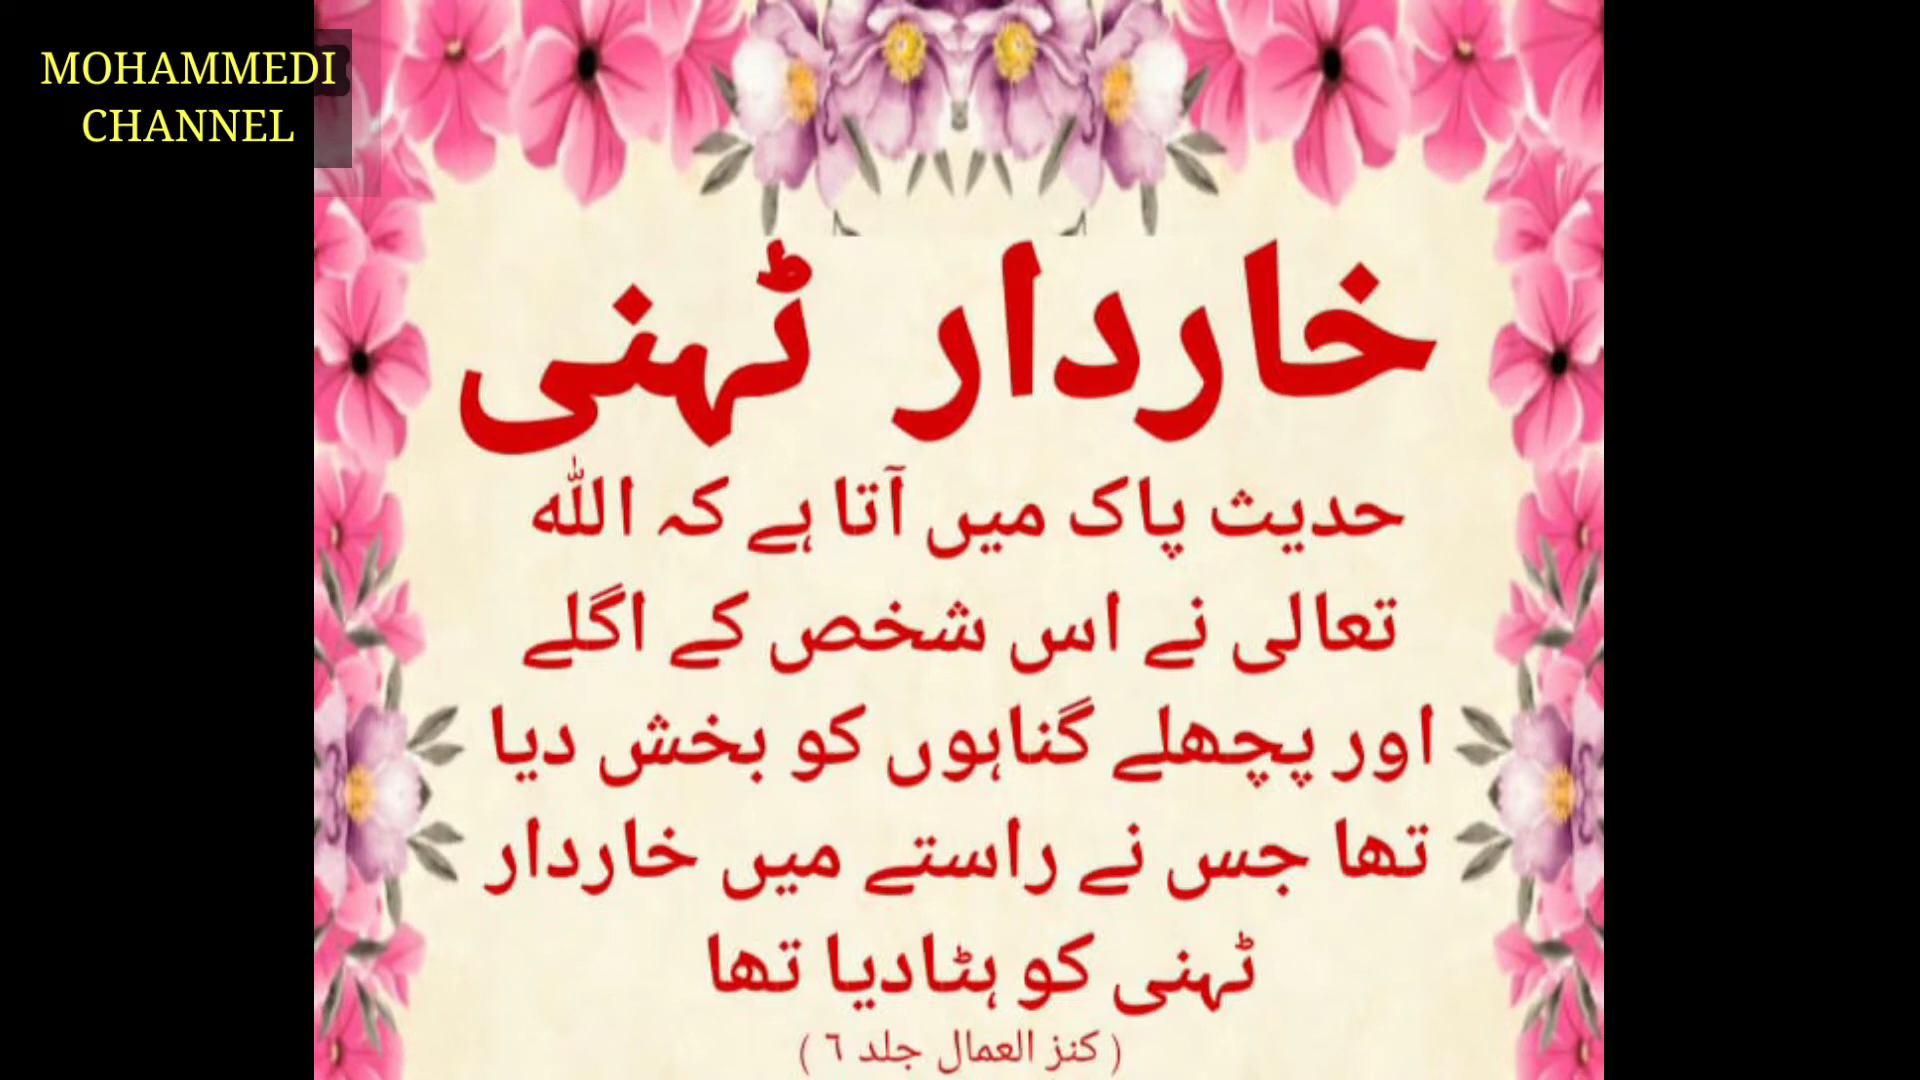 MOHAMMEDI
CHANNEL
خاردار ٹہنی
حدیث پاک میں آتا ہے کہ اللہ
تعالی نے اس شخص کے اگلے
اور پچھلے گناہوں کو بخش دیا
تھا جس نے راستے میں خاردار
ٹہنی کو ہٹادیا تھا
( کنز العمال جلد ٦ )